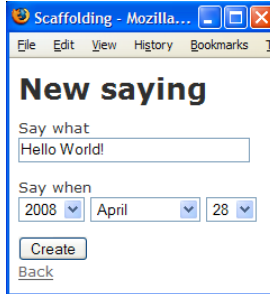 Scaffolding - Mozilla...
File Edit View History Bookmarks
New saying
Say what
Hello World!
Say when
2008 April 28
Create
Back